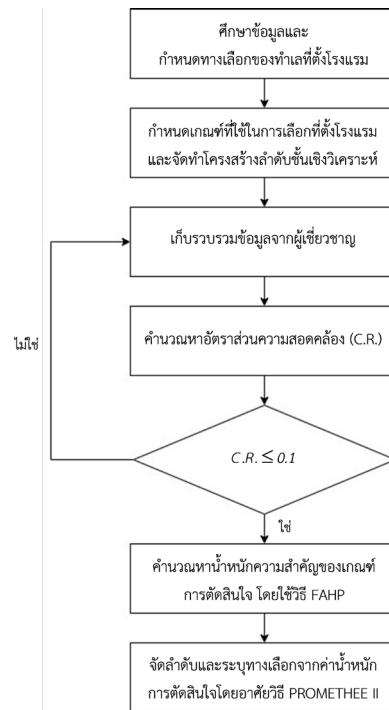 ศึกษาข้อมูลและ
กำหนดทางเลือกของทำเลที่ตั้งโรงแรม
กำหนดเกณฑ์ที่ใช้ในการเลือกที่ตั้งโรงแรม
และจัดทำโครงสร้างลำดับชั้นเชิงวิเคราะห์
เก็บรวบรวมข้อมูลจากผู้เชี่ยวชาญ
คำนวณหาอัตราส่วนความสอดคล้อง (C.R.)
ไม่ใช่
C.R. ≤ 0.1
ใช่
คำนวณหาน้ำหนักความสำคัญของเกณฑ์
การตัดสินใจ โดยใช้วิธี FAHP
จัดลำดับและระบุทางเลือกจากค่าน้ำหนัก
การตัดสินใจโดยอาศัยวิธี PROMETHEE II